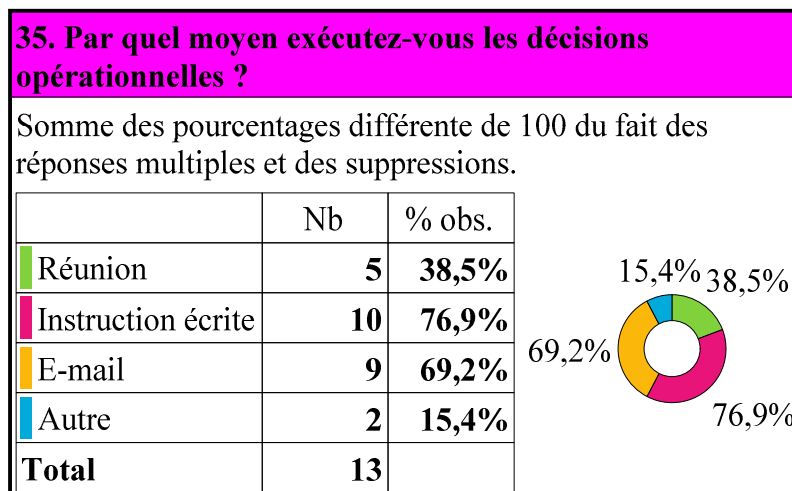 35. Par quel moyen exécutez-vous les décisions
opérationnelles ?
Somme des pourcentages différente de 100 du fait des
réponses multiples et des suppressions.
Nb % obs.
Réunion 5 38,5%
Instruction écrite 10 76,9%
E-mail 9 69,2%
Autre 2 15,4%
Total 13
15,4% 38,5%
69,2%
76,9%